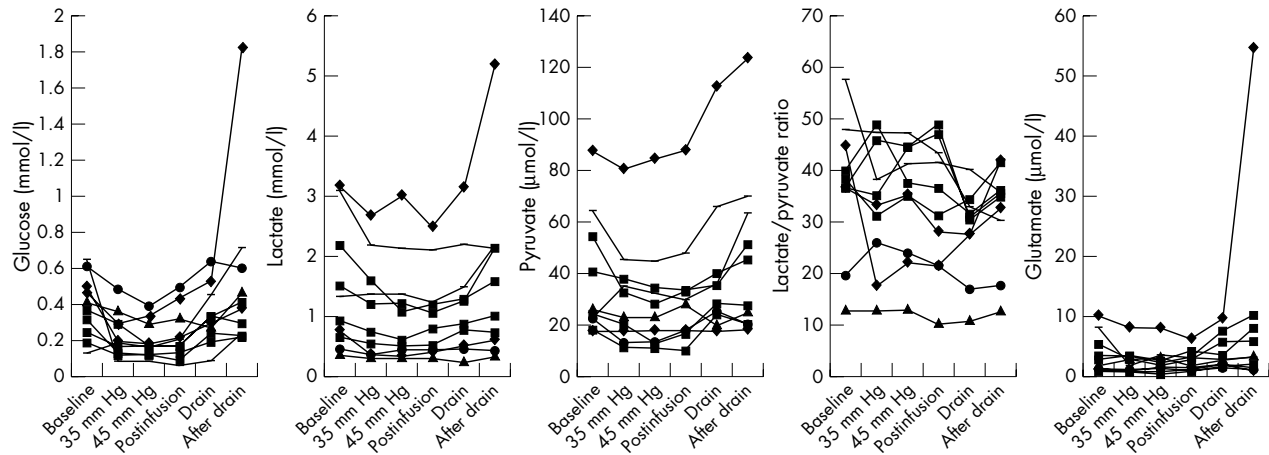 Glucose (mmol/l)
2
1.8
1.6
1.4
1.2
1
0.8
0.6
0.4
0.2
0
Baseline
35 mm Hg
45 mm Hg
Postinfusion
Drain
After drain
Lactate (mmol/l)
6
5
4
3
2
1
0
Baseline
35 mm Hg
45 mm Hg
Postinfusion
Drain
After drain
Pyruvate (μmol/l)
140
120
100
80
60
40
20
0
Baseline
35 mm Hg
45 mm Hg
Postinfusion
Drain
After drain
Lactate/pyruvate ratio
70
60
50
40
30
20
10
0
Baseline
35 mm Hg
45 mm Hg
Postinfusion
Drain
After drain
Glutamate (μmol/l)
60
50
40
30
20
10
0
Baseline
35 mm Hg
45 mm Hg
Postinfusion
Drain
After drain